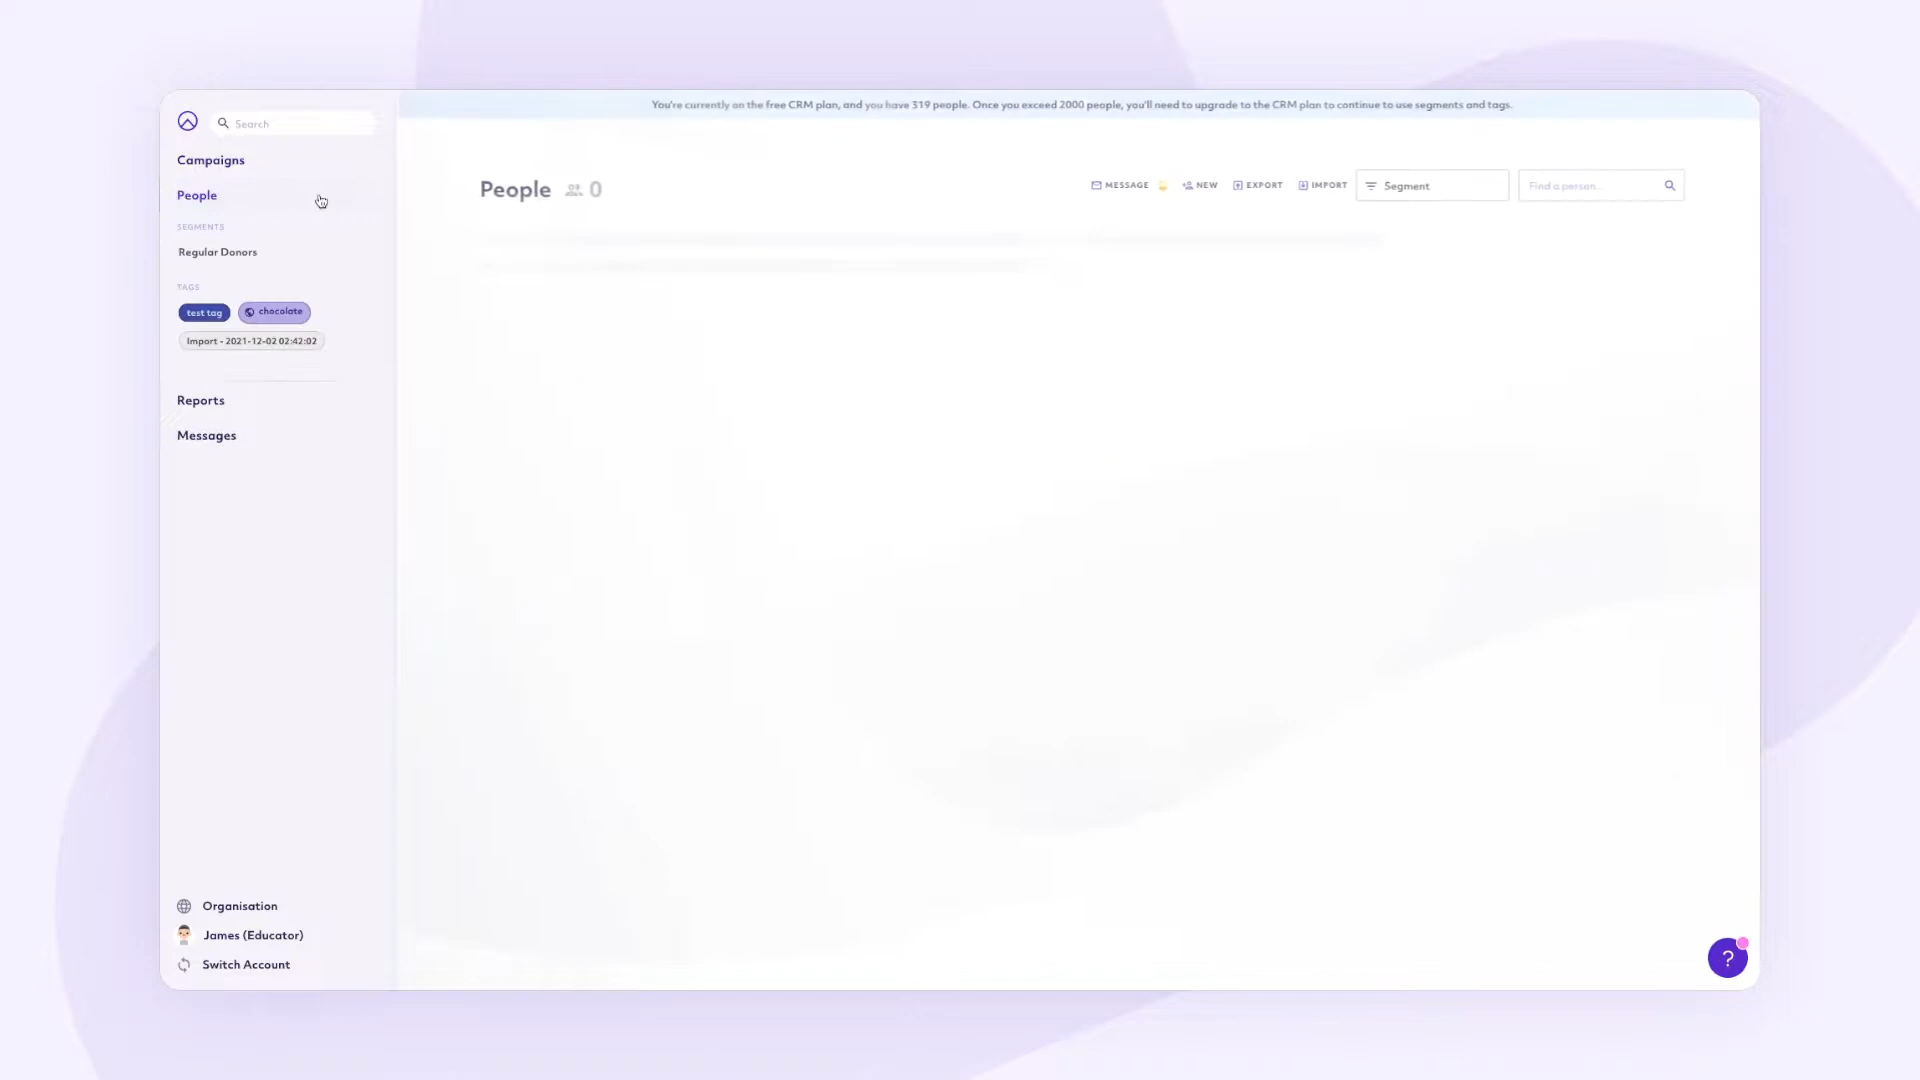 You're currently on the free CRM plan, and you have 319 people. Once you exceed 2000 people, you'll need to upgrade to the CRM plan to continue to use segments and tags.
Search
Campaigns
People
SEGMENTS
Regular Donors
TAGS
test tag
chocolate
Import - 2021-12-02 02:42:02
Reports
Messages
Organisation
James (Educator)
Switch Account
People 0
MESSAGE
NEW
EXPORT
IMPORT
Segment
Find a person...
?